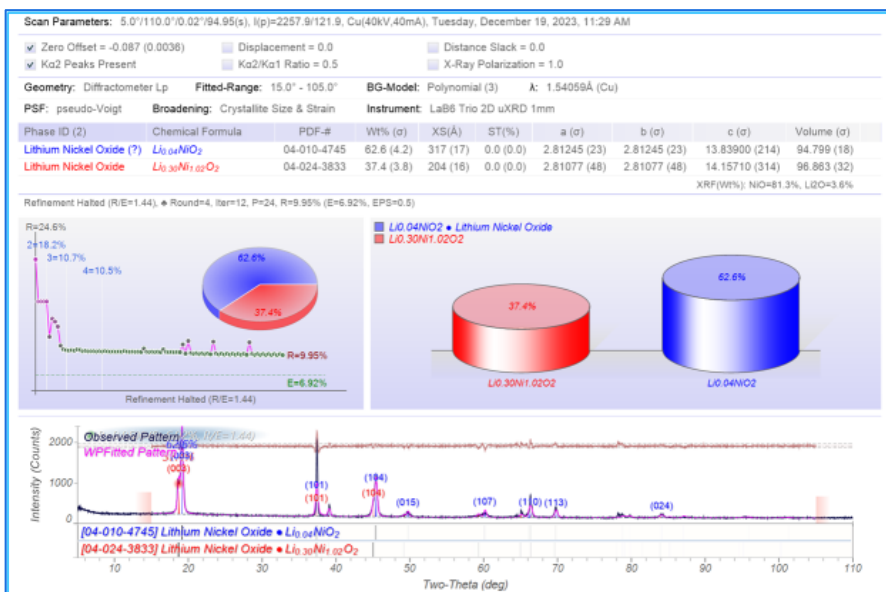 Scan Parameters: 5.0°/110.0°/0.02°/94.95(s), I(p)=2257.9/121.9, Cu(40kV,40mA), Tuesday, December 19, 2023, 11:29 AM
Zero Offset = -0.087 (0.0036) Displacement = 0.0 Distance Slack = 0.0
Kα2 Peaks Present Kα2/Kα1 Ratio = 0.5 X-Ray Polarization = 1.0
Geometry: Diffractometer Lp Fitted-Range: 15.0° - 105.0° BG-Model: Polynomial (3) λ: 1.54059Å (Cu)
PSF: pseudo-Voigt Broadening: Crystallite Size & Strain Instrument: LaB6 Trio 2D uXRD 1mm
Phase ID (2) Chemical Formula PDF-# Wt% (σ) XS(Å) ST(%) a (σ) b (σ) c (σ) Volume (σ)
Lithium Nickel Oxide (?) Li0.04NiO2 04-010-4745 62.6 (4.2) 317 (17) 0.0 (0.0) 2.81245 (23) 2.81245 (23) 13.83900 (214) 94.799 (18)
Lithium Nickel Oxide Li0.30Ni1.02O2 04-024-3833 37.4 (3.8) 204 (16) 0.0 (0.0) 2.81077 (48) 2.81077 (48) 14.15710 (314) 96.863 (32)
XRF(Wt%): NiO=81.3%, Li2O=3.6%
Refinement Halted (R/E=1.44), ♠ Round=4, Iter=12, P=24, R=9.95% (E=6.92%, EPS=0.5)
R=24.6%
2=18.2%
3=10.7%
4=10.5%
62.6%
37.4%
R=9.95%
E=6.92%
Refinement Halted (R/E=1.44)
Li0.04NiO2 ● Lithium Nickel Oxide
Li0.30Ni1.02O2
37.4%
62.6%
Li0.30Ni1.02O2
Li0.04NiO2
Intensity (Counts)
2000
1000
0
Observed Pattern
WPFitted Pattern
(003)
(003)
(101)
(101)
(104)
(104)
(015)
(107)
(110)
(113)
(024)
[04-010-4745] Lithium Nickel Oxide ● Li0.04NiO2
[04-024-3833] Lithium Nickel Oxide ● Li0.30Ni1.02O2
10 20 30 40 50 60 70 80 90 100 110
Two-Theta (deg)